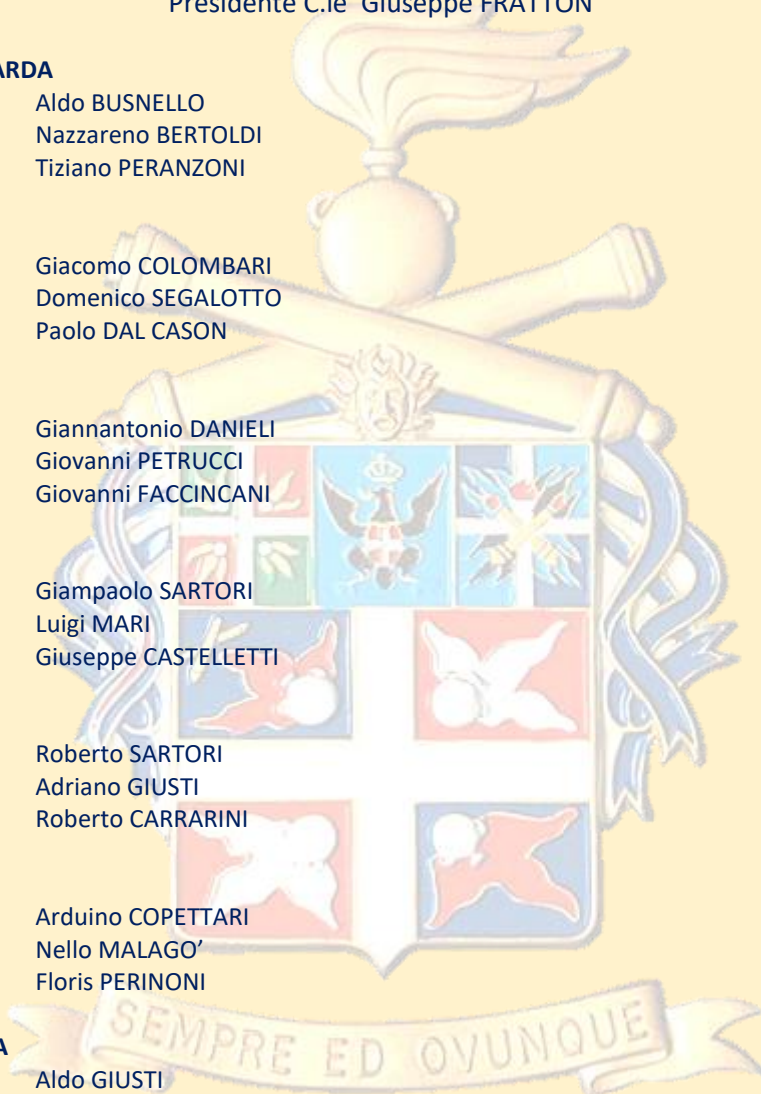 Presidente C.le Giuseppe FRATTON
ARDA
Aldo BUSNELLO
Nazzareno BERTOLDI
Tiziano PERANZONI
Giacomo COLOMBARI
Domenico SEGALOTTO
Paolo DAL CASON
Giannantonio DANIELI
Giovanni PETRUCCI
Giovanni FACCINCANI
Giampaolo SARTORI
Luigi MARI
Giuseppe CASTELLETTI
Roberto SARTORI
Adriano GIUSTI
Roberto CARRARINI
Arduino COPETTARI
Nello MALAGO’
Floris PERINONI
SEMPRE ED OVUNQUE
A
Aldo GIUSTI